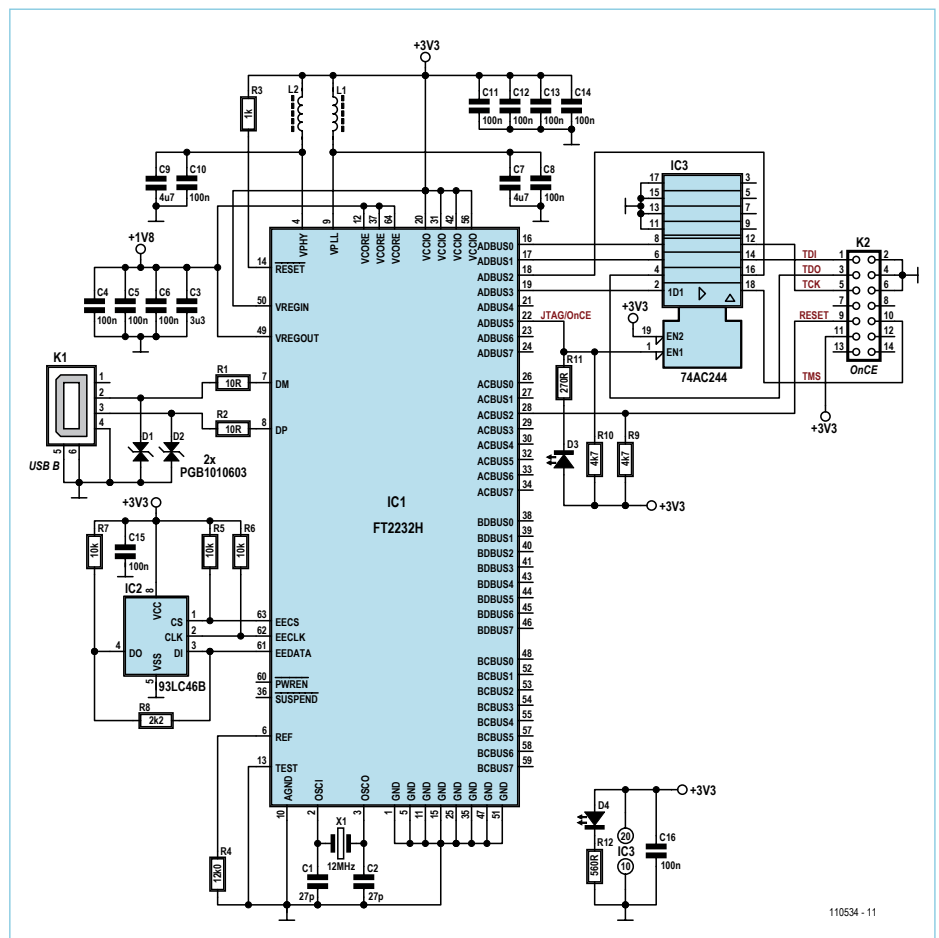 +3V3
R3
1k
L2
L1
C11
100n
C12
100n
C13
100n
C14
100n
C9
4u7
C10
100n
C7
4u7
C8
100n
+1V8
C4
100n
C5
100n
C6
100n
C3
3u3
4
VPHY
9
VPLL
12
VCORE
37
VCORE
64
VCORE
20
VCCIO
31
VCCIO
42
VCCIO
56
VCCIO
14
RESET
50
VREGIN
49
VREGOUT
7
DM
8
DP
63
EECS
62
EECLK
61
EEDATA
60
PWREN
36
SUSPEND
6
REF
13
TEST
IC1
FT2232H
ADBUS0
16
ADBUS1
17
ADBUS2
18
ADBUS3
19
ADBUS4
21
ADBUS5
22
ADBUS6
23
ADBUS7
24
ACBUS0
26
ACBUS1
27
ACBUS2
28
ACBUS3
29
ACBUS4
30
ACBUS5
32
ACBUS6
33
ACBUS7
34
BDBUS0
38
BDBUS1
39
BDBUS2
40
BDBUS3
41
BDBUS4
43
BDBUS5
44
BDBUS6
45
BDBUS7
46
BCBUS0
48
BCBUS1
52
BCBUS2
53
BCBUS3
54
BCBUS4
55
BCBUS5
57
BCBUS6
58
BCBUS7
59
AGND
10
OSCI
2
OSCO
3
GND
1
GND
5
GND
11
GND
15
GND
25
GND
35
GND
47
GND
51
K1
1
2
3
4
5
6
USB B
R1
10R
R2
10R
D1
D2
2x
PGB1010603
+3V3
R7
10k
C15
100n
R5
10k
R6
10k
IC2
8
VCC
CS
1
CLK
2
4
DO
DI
3
VSS
5
93LC46B
R8
2k2
R4
12k0
X1
12MHz
C1
27p
C2
27p
IC3
17
3
15
5
13
7
11
9
8
12
6
14
4
16
2
1D1
18
+3V3
19
EN2
1
EN1
74AC244
JTAG/OnCE
R11
270R
D3
R10
4k7
R9
4k7
+3V3
K2
TDI
1
2
TDO
3
4
TCK
5
6
7
8
RESET
9
10
11
12
13
14
TMS
OnCE
+3V3
+3V3
D4
R12
560R
20
IC3
10
C16
100n
110534 - 11